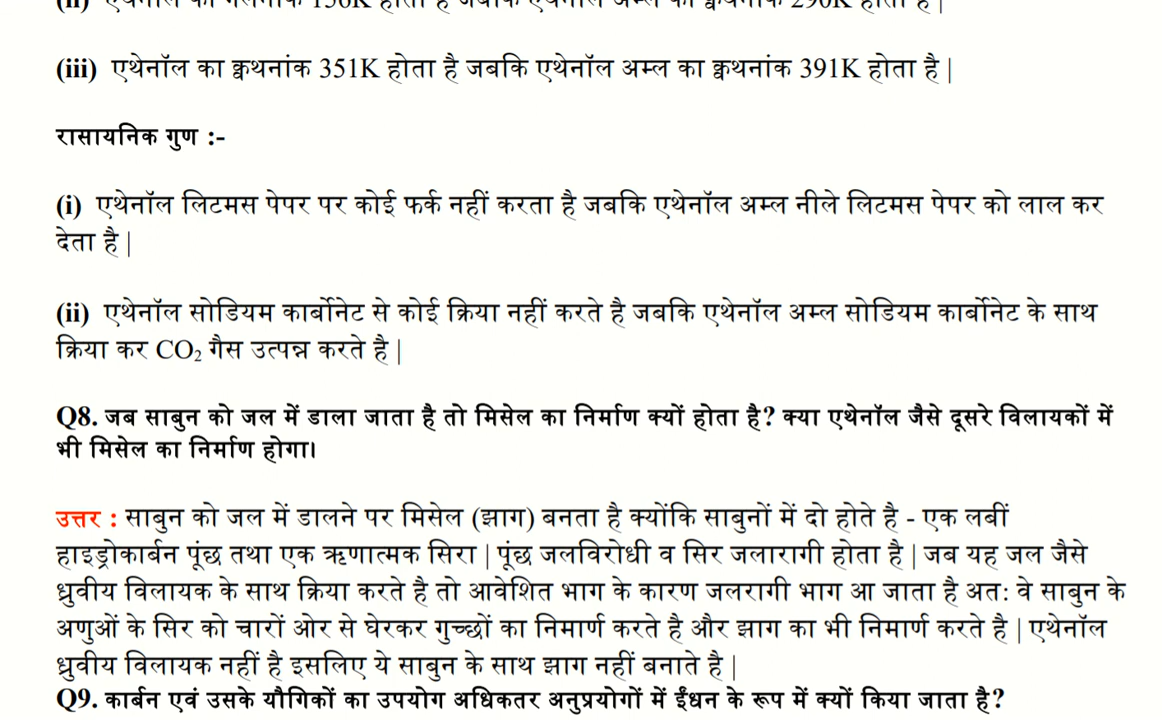 (iii) एथेनॉल का क्वथनांक 351K होता है जबकि एथेनॉल अम्ल का क्वथनांक 391K होता है |
रासायनिक गुण :-
(i) एथेनॉल लिटमस पेपर पर कोई फर्क नहीं करता है जबकि एथेनॉल अम्ल नीले लिटमस पेपर को लाल कर
देता है |
(ii) एथेनॉल सोडियम कार्बोनेट से कोई क्रिया नहीं करते है जबकि एथेनॉल अम्ल सोडियम कार्बोनेट के साथ
क्रिया कर CO₂ गैस उत्पन्न करते है |
Q8. जब साबुन को जल में डाला जाता है तो मिसेल का निर्माण क्यों होता है? क्या एथेनॉल जैसे दूसरे विलायकों में
भी मिसेल का निर्माण होगा।
उत्तर : साबुन को जल में डालने पर मिसेल (झाग) बनता है क्योंकि साबुनों में दो होते है - एक लबीं
हाइड्रोकार्बन पूंछ तथा एक ऋणात्मक सिरा | पूंछ जलविरोधी व सिर जलारागी होता है | जब यह जल जैसे
ध्रुवीय विलायक के साथ क्रिया करते है तो आवेशित भाग के कारण जलरागी भाग आ जाता है अत: वे साबुन के
अणुओं के सिर को चारों ओर से घेरकर गुच्छों का निमार्ण करते है और झाग का भी निमार्ण करते है | एथेनॉल
ध्रुवीय विलायक नहीं है इसलिए ये साबुन के साथ झाग नहीं बनाते है |
Q9. कार्बन एवं उसके यौगिकों का उपयोग अधिकतर अनुप्रयोगों में ईंधन के रूप में क्यों किया जाता है?